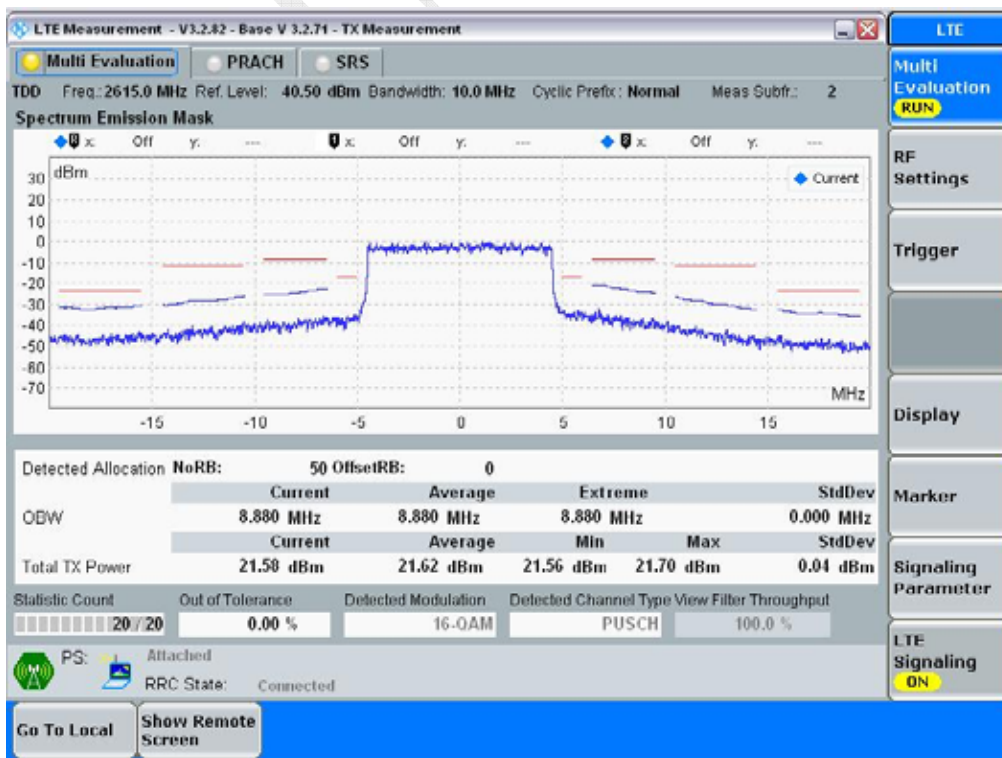 LTE Measurement - V3.2.82 - Base V 3.2.71 - TX Measurement
LTE
Multi Evaluation PRACH SRS
Multi
Evaluation
RUN
TDD Freq.: 2615.0 MHz Ref. Level: 40.50 dBm Bandwidth: 10.0 MHz Cyclic Prefix: Normal Meas Subfr.: 2
Spectrum Emission Mask
x: Off y: --- 1 x: Off y: --- 2 x: Off y: ---
RF
Settings
dBm
Current
30
20
10
0
-10
-20
-30
-40
-50
-60
-70
MHz
-15 -10 -5 0 5 10 15
Trigger
Display
Detected Allocation NoRB: 50 OffsetRB: 0
Current Average Extreme StdDev
OBW 8.880 MHz 8.880 MHz 8.880 MHz 0.000 MHz
Current Average Min Max StdDev
Total TX Power 21.58 dBm 21.62 dBm 21.56 dBm 21.70 dBm 0.04 dBm
Marker
Statistic Count Out of Tolerance Detected Modulation Detected Channel Type View Filter Throughput
20 / 20 0.00 % 16-QAM PUSCH 100.0 %
Signaling
Parameter
PS: Attached
RRC State: Connected
LTE
Signaling
ON
Go To Local
Show Remote
Screen